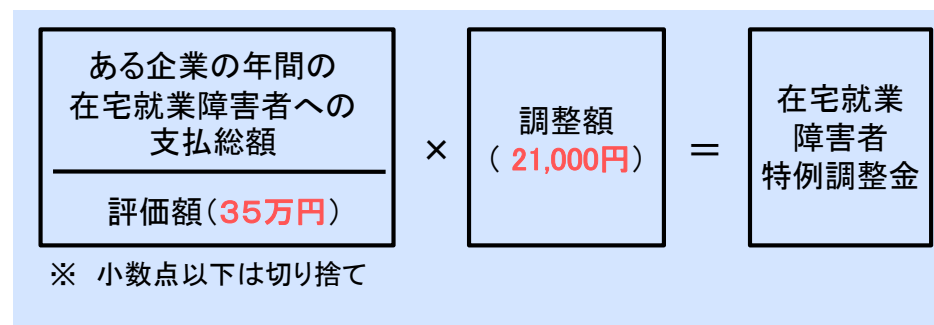 ある企業の年間の
在宅就業障害者への
支払総額
評価額(35万円)
×
調整額
( 21,000円)
＝
在宅就業
障害者
特例調整金
※ 小数点以下は切り捨て